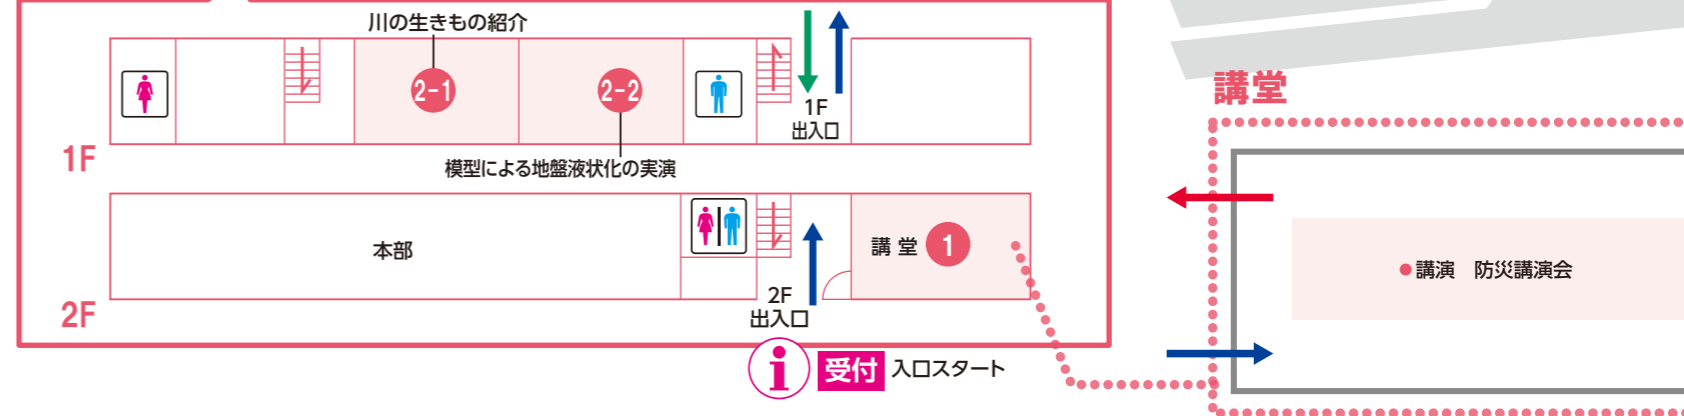 川の生きもの紹介
2-1
2-2
1F
出入口
1F
模型による地盤液状化の実演
本部
講 堂 1
2F
2F
出入口
i 受付 入口スタート
講堂
●講演 防災講演会